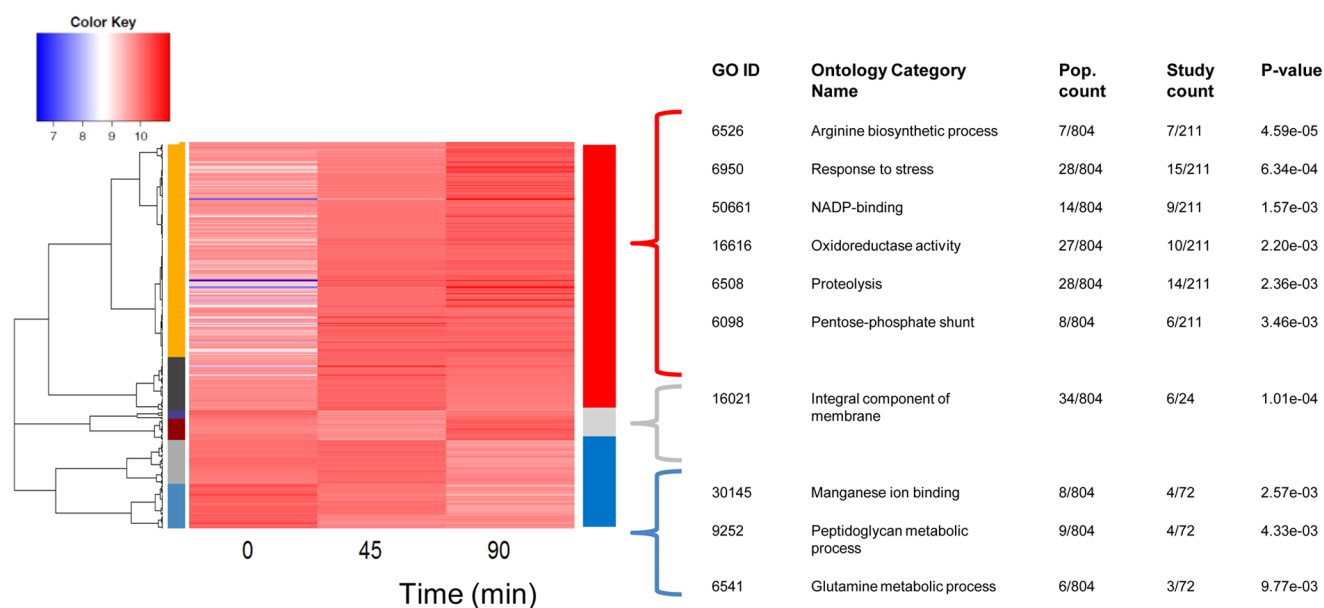 Color Key
7 8 9 10
GO ID Ontology Category Name Pop. count Study count P-value
6526 Arginine biosynthetic process 7/804 7/211 4.59e-05
6950 Response to stress 28/804 15/211 6.34e-04
50661 NADP-binding 14/804 9/211 1.57e-03
16616 Oxidoreductase activity 27/804 10/211 2.20e-03
6508 Proteolysis 28/804 14/211 2.36e-03
6098 Pentose-phosphate shunt 8/804 6/211 3.46e-03
16021 Integral component of membrane 34/804 6/24 1.01e-04
30145 Manganese ion binding 8/804 4/72 2.57e-03
9252 Peptidoglycan metabolic process 9/804 4/72 4.33e-03
6541 Glutamine metabolic process 6/804 3/72 9.77e-03
0 45 90
Time (min)